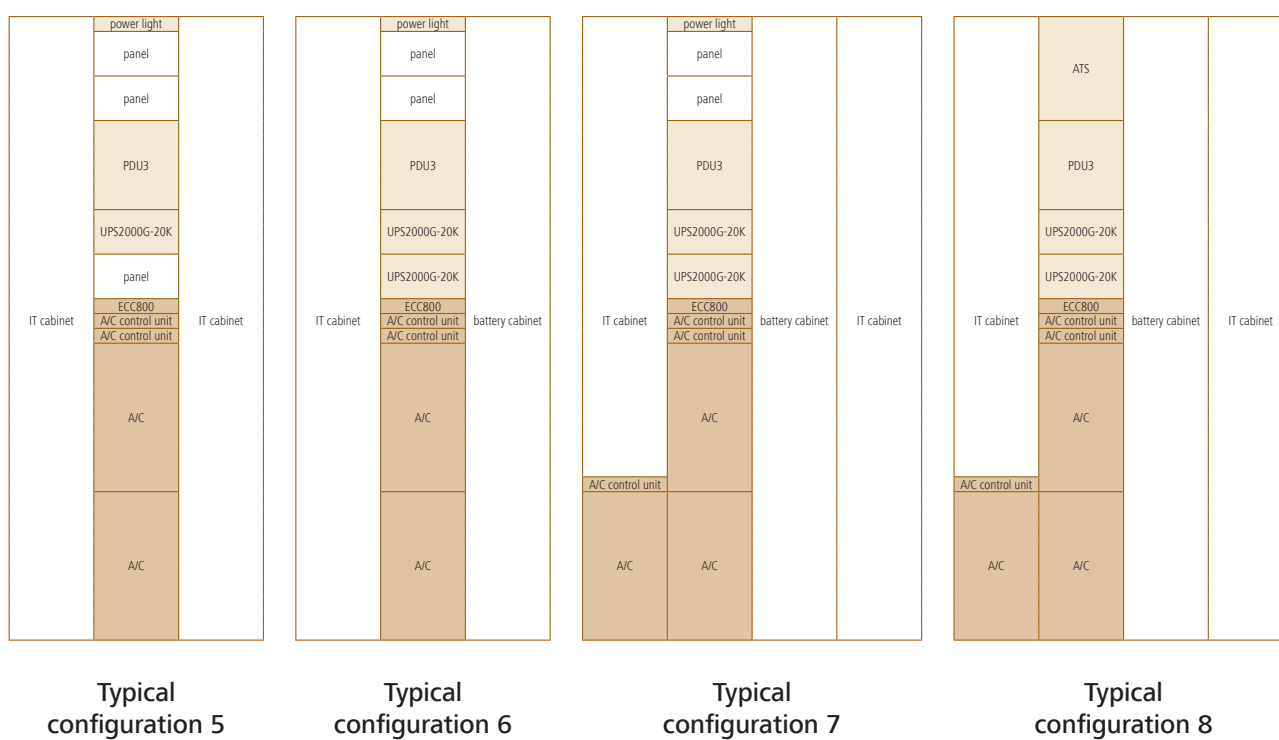 power light
panel
panel
PDU3
UPS2000G-20K
panel
ECC800
IT cabinet
A/C control unit
IT cabinet
A/C control unit
A/C
A/C
Typical
configuration 5
power light
panel
panel
PDU3
UPS2000G-20K
UPS2000G-20K
ECC800
IT cabinet
A/C control unit
battery cabinet
A/C control unit
A/C
A/C
Typical
configuration 6
power light
panel
panel
PDU3
UPS2000G-20K
UPS2000G-20K
ECC800
IT cabinet
A/C control unit
battery cabinet
IT cabinet
A/C control unit
A/C
A/C control unit
A/C
A/C
Typical
configuration 7
ATS
PDU3
UPS2000G-20K
UPS2000G-20K
ECC800
IT cabinet
A/C control unit
battery cabinet
IT cabinet
A/C control unit
A/C
A/C control unit
A/C
A/C
Typical
configuration 8